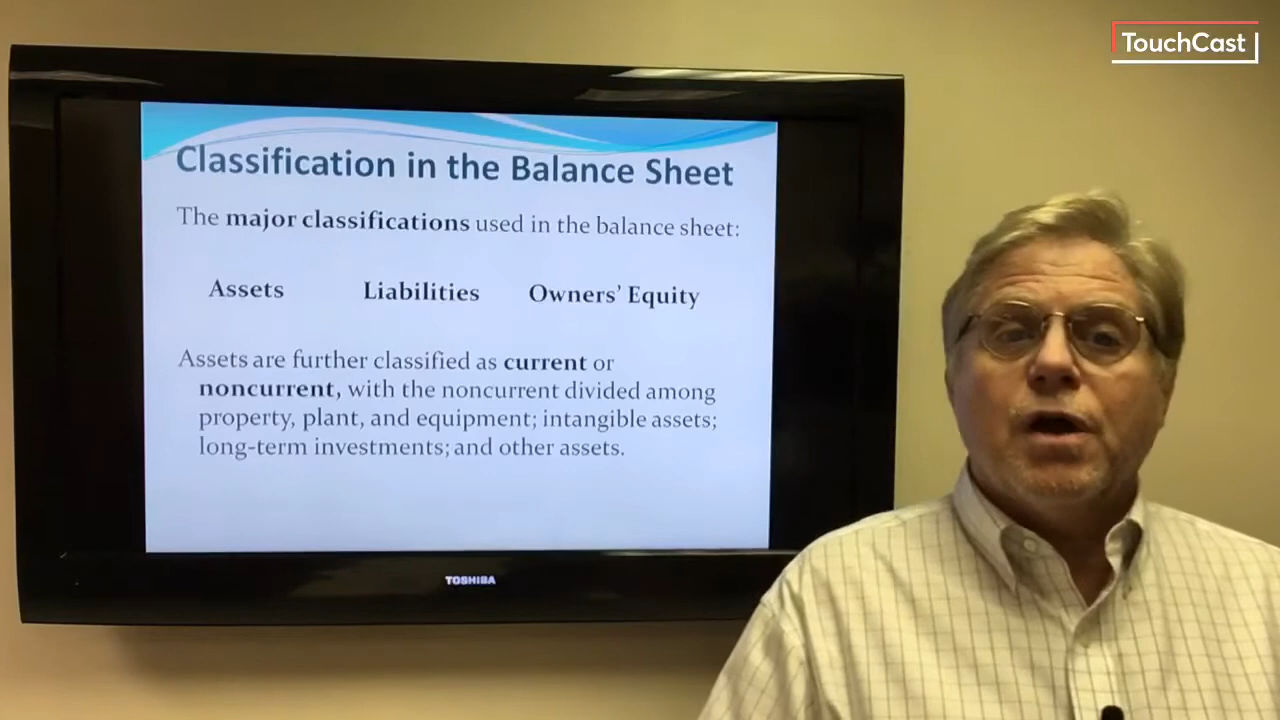 TouchCast
Classification in the Balance Sheet
The major classifications used in the balance sheet:
Assets Liabilities Owners' Equity
Assets are further classified as current or
noncurrent, with the noncurrent divided among
property, plant, and equipment; intangible assets;
long-term investments; and other assets.
TOSHIBA